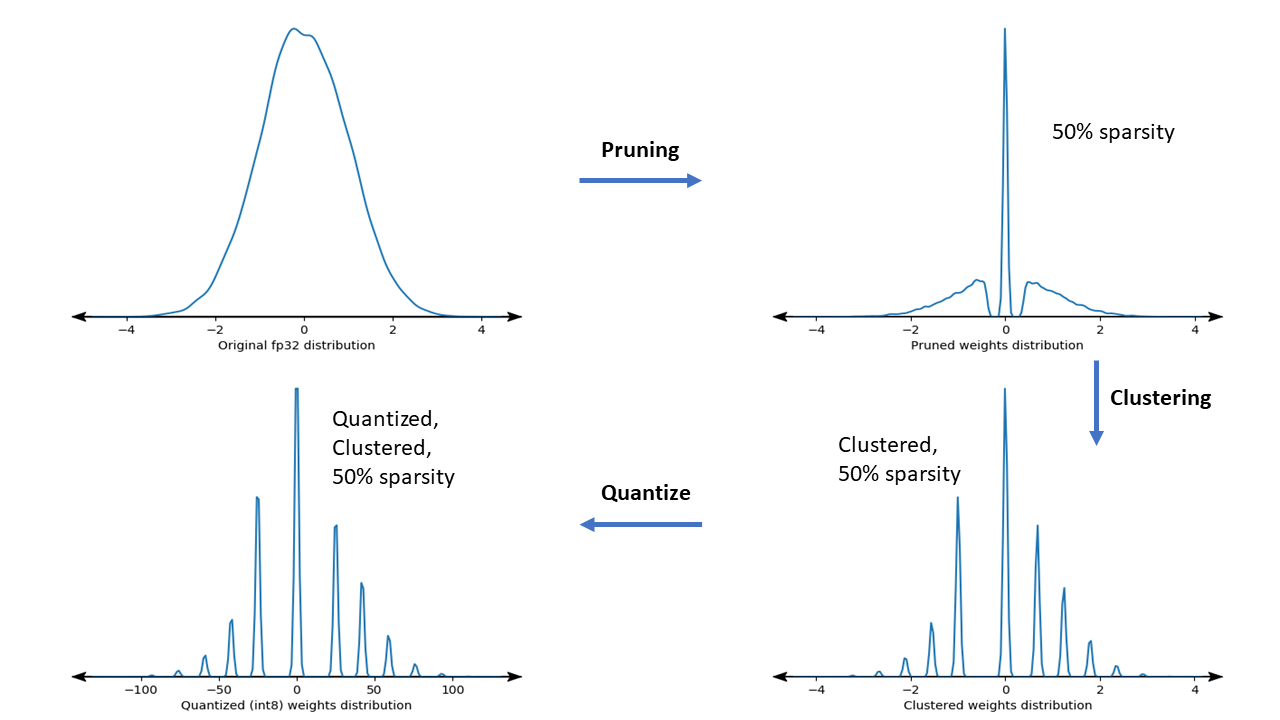 −4 −2 0 2 4
Original fp32 distribution
Pruning
50% sparsity
−4 −2 0 2 4
Pruned weights distribution
Clustering
Clustered,
50% sparsity
−4 −2 0 2 4
Clustered weights distribution
Quantize
Quantized,
Clustered,
50% sparsity
−100 −50 0 50 100
Quantized (int8) weights distribution